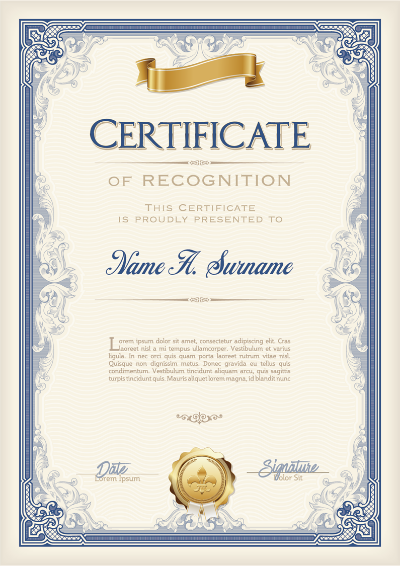 CERTIFICATE
OF RECOGNITION
THIS CERTIFICATE
IS PROUDLY PRESENTED TO
Name A. Surname
Lorem ipsum dolor sit amet, consectetur adipiscing elit. Cras
laoreet nisl a mi tempus ullamcorper. Vestibulum et varius
ligula. In nec orci quis quam porta laoreet rutrum vitae nisl.
Quisque non dignissim metus. Donec gravida eu tellus quis
condimentum. Vestibulum tincidunt aliquam arcu, quis sagittis
turpis tincidunt quis. Mauris aliquon lorem magna, id blandit nunc
Date
Lorem Ipsum
Signature
Dolor Sit